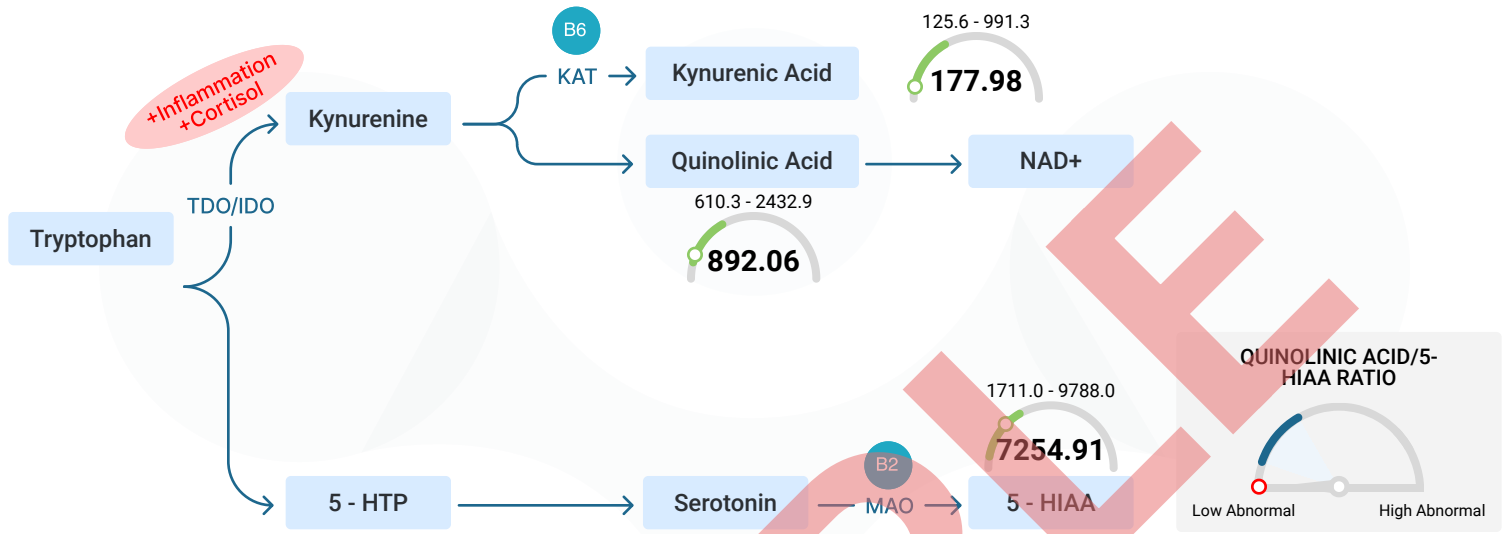 125.6 - 991.3
B6
+Inflammation
+Cortisol
KAT
Kynurenic Acid
177.98
Kynurenine
Quinolinic Acid
NAD+
TDO/IDO
610.3 - 2432.9
Tryptophan
892.06
QUINOLINIC ACID/5-
HIAA RATIO
1711.0 - 9788.0
7254.91
B2
5 - HTP
Serotonin
MAO
5 - HIAA
Low Abnormal
High Abnormal